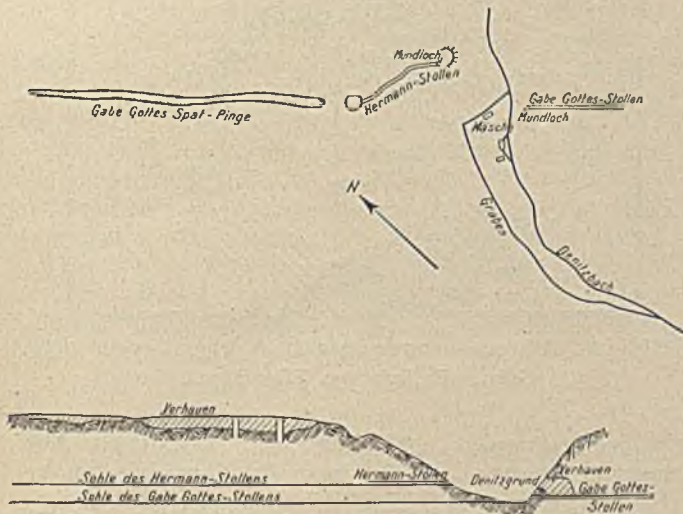 Mundloch
Hermann-Stollen
Gabe Gottes Spat-Pinge
Gabe Gottes-Stollen
Mundloch
Wäsche
N
Graben
Denitzbach
Verhauen
Sohle des Hermann-Stollens
Hermann-Stollen
Denitzgrund
Verhauen
Sohle des Gabe Gottes-Stollens
Gabe Gottes-
Stollen